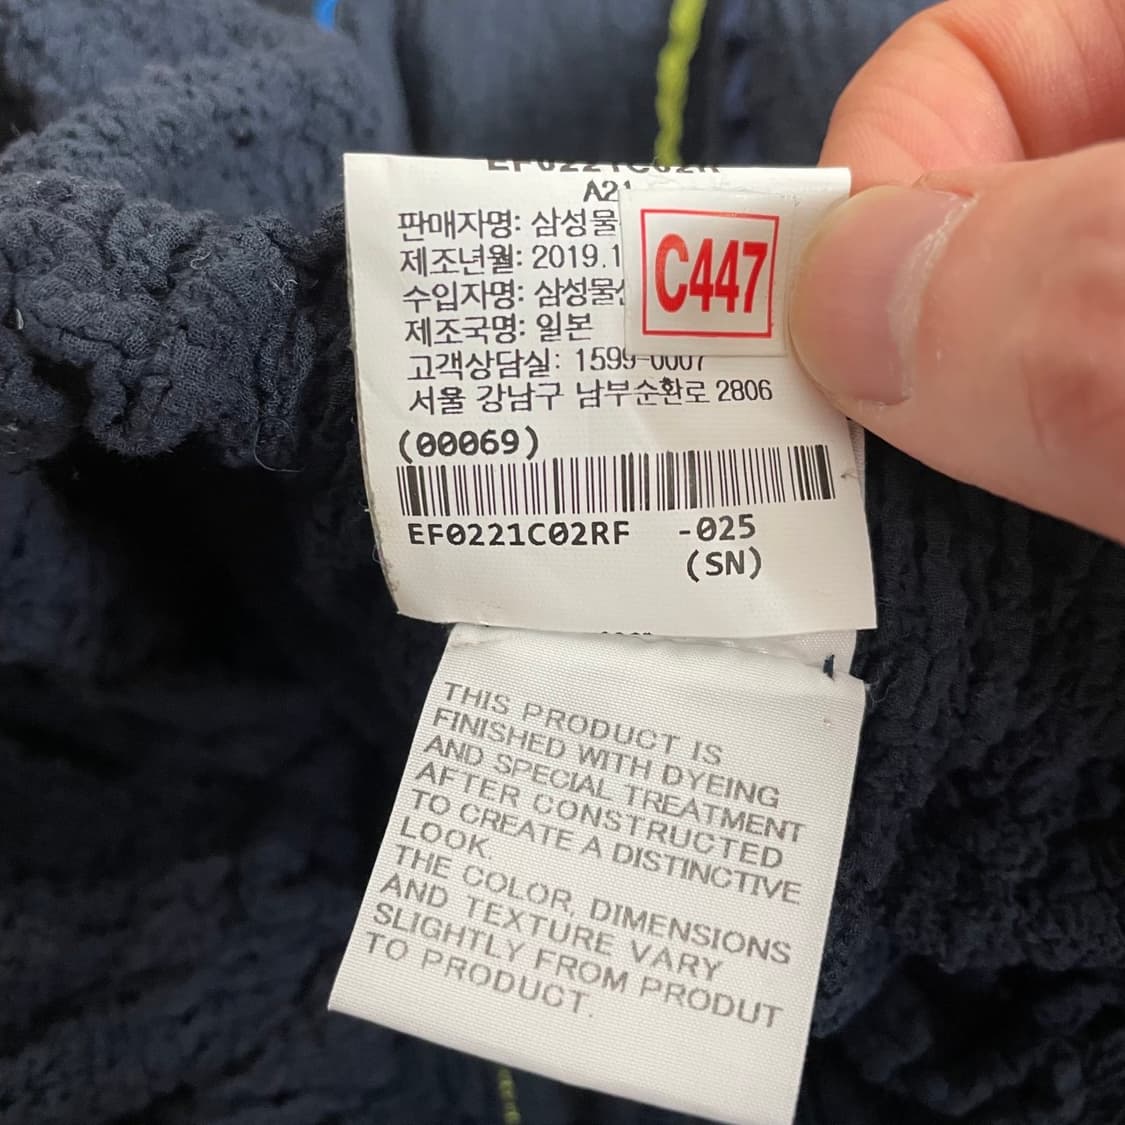 A21
판매자명: 삼성물
제조년월: 2019.1
수입자명: 삼성물산
제조국명: 일본
고객상담실: 1599-0007
서울 강남구 남부순환로 2806
C447
(00069)
EF0221C02RF -025
(SN)
THIS PRODUCT IS
FINISHED WITH DYEING
AND SPECIAL TREATMENT
AFTER CONSTRUCTED
TO CREATE A DISTINCTIVE
LOOK.
THE COLOR, DIMENSIONS
AND TEXTURE VARY
SLIGHTLY FROM PRODUT
TO PRODUCT.